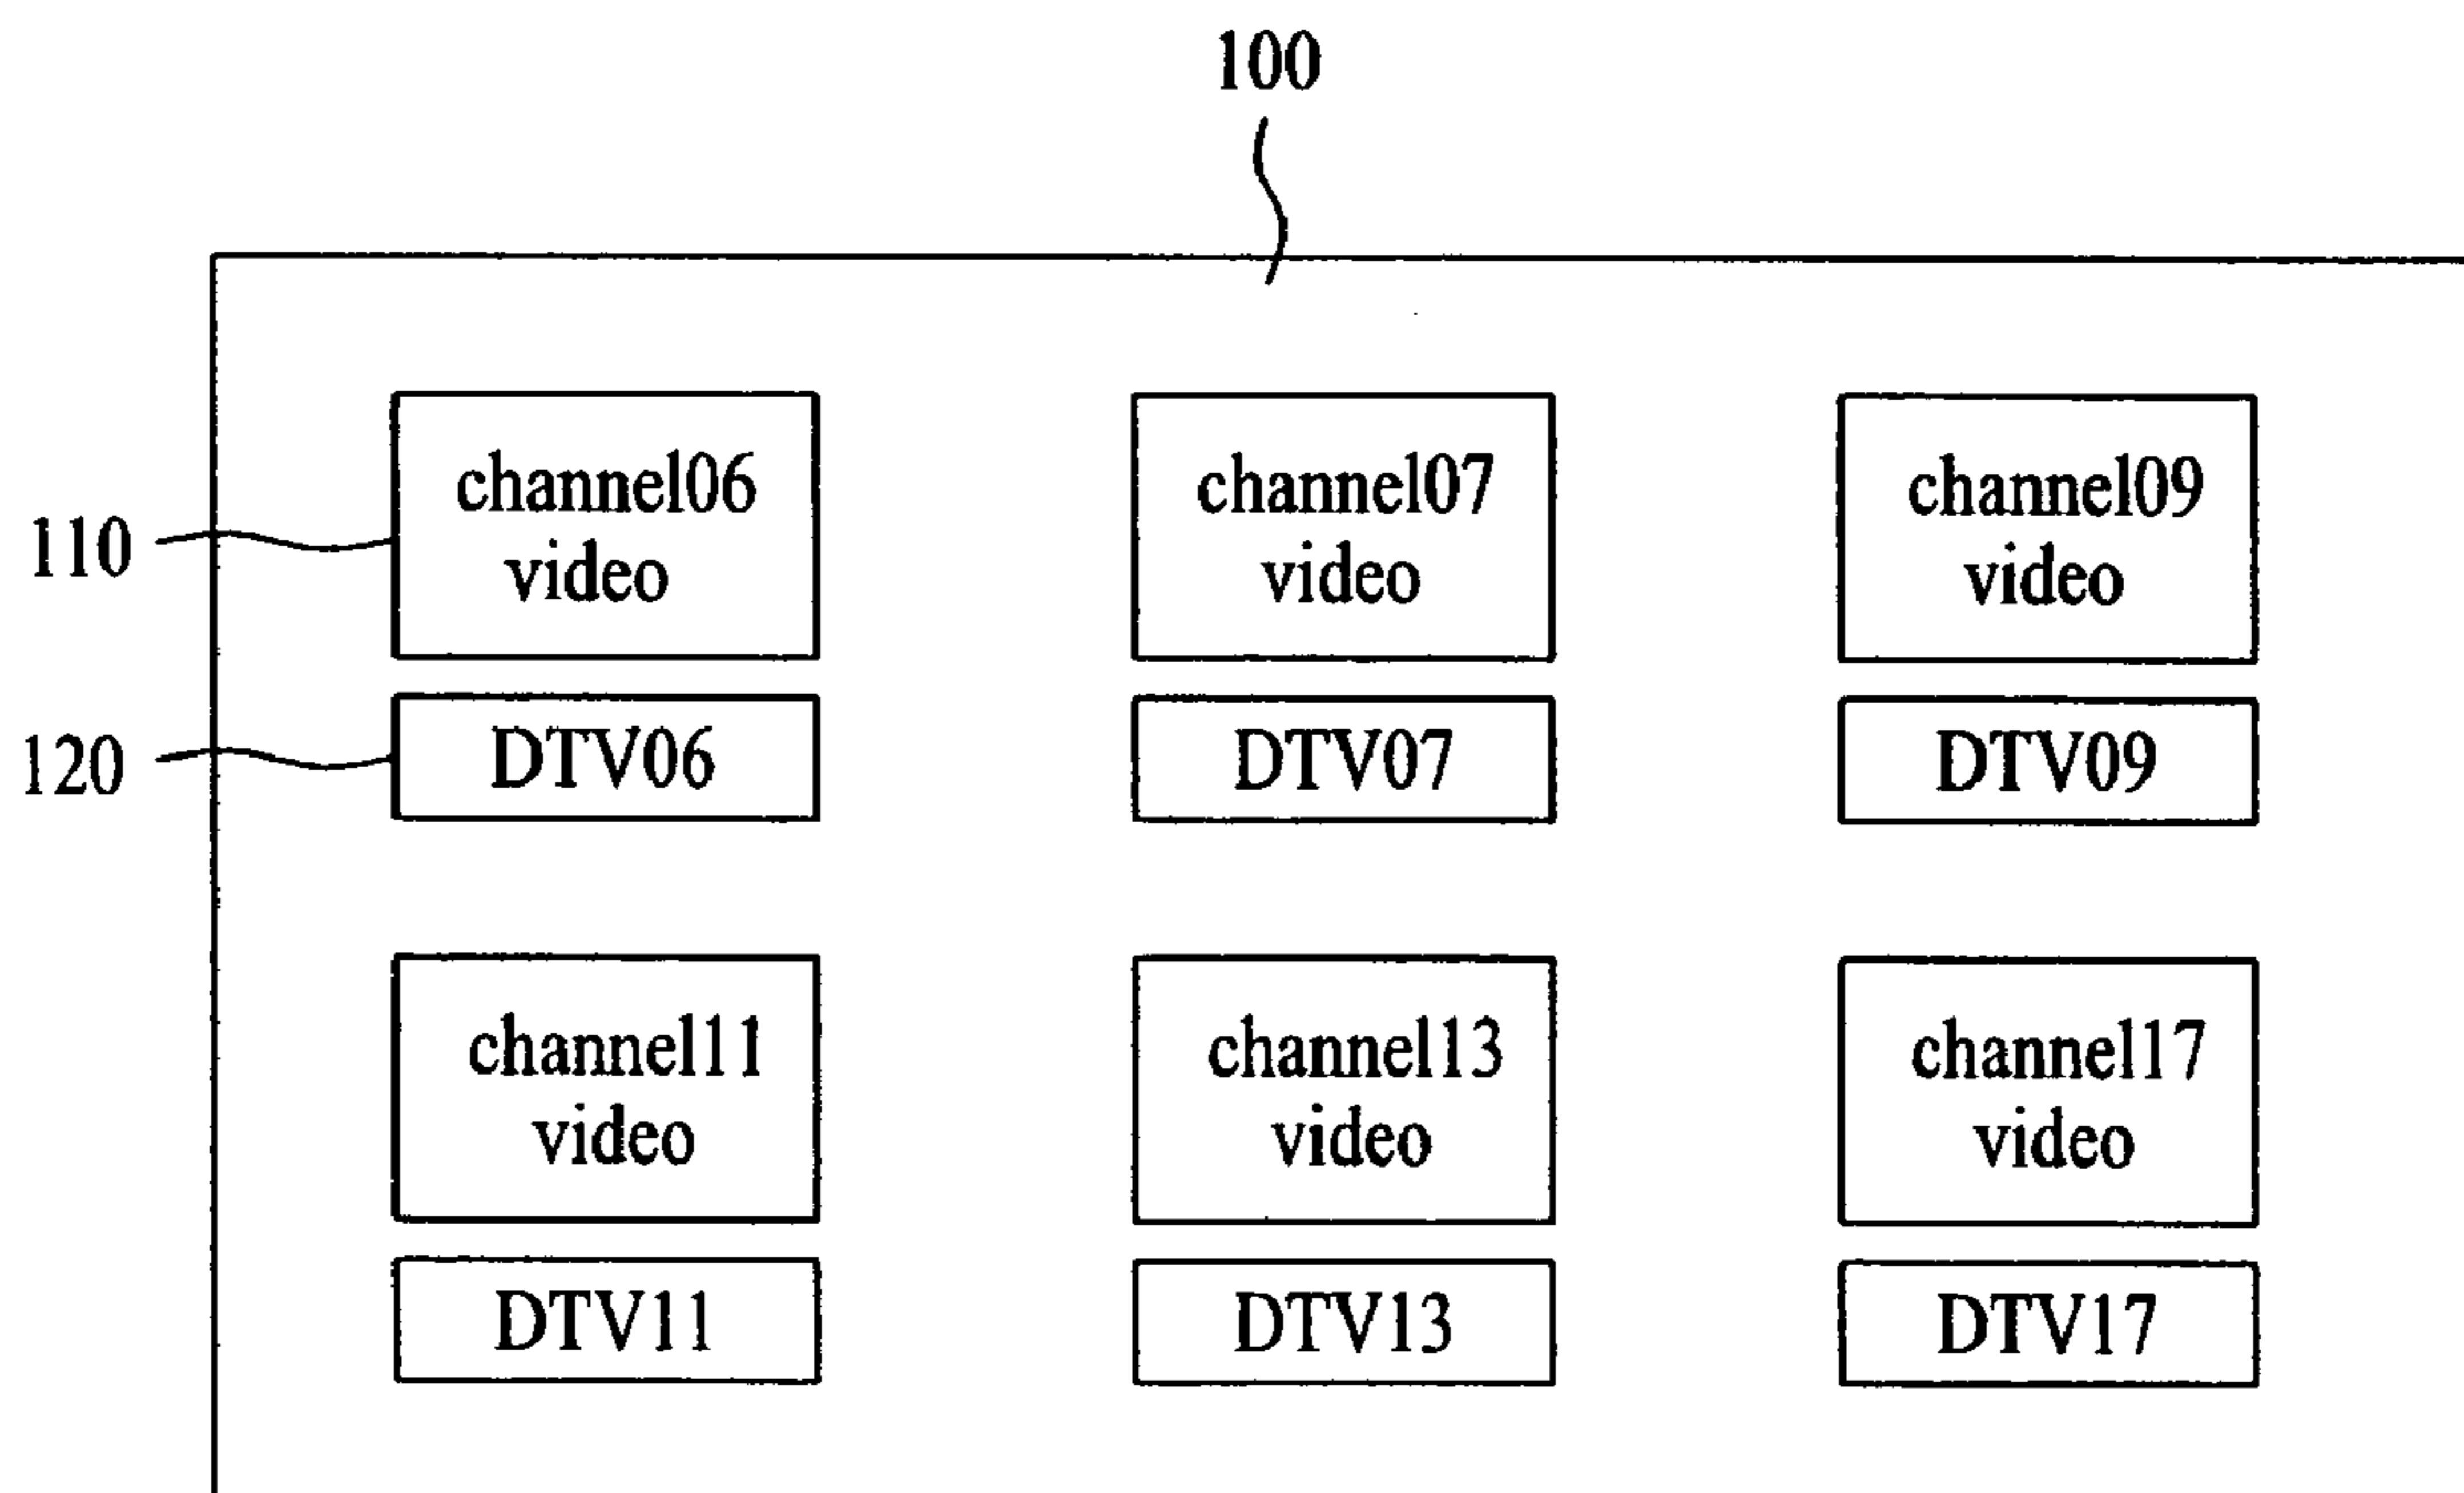 100
channel06
video
channel07
video
channel09
video
110
DTV06
DTV07
DTV09
120
channel11
video
channel13
video
channel17
video
DTV11
DTV13
DTV17